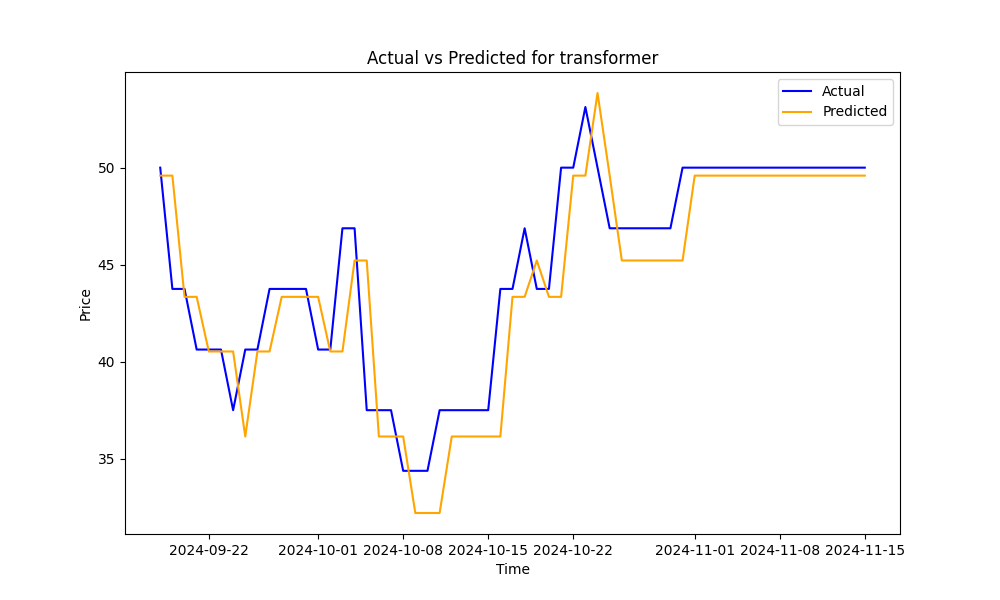 Actual vs Predicted for transformer
Actual
Predicted
Price
50
45
40
35
2024-09-22 2024-10-01 2024-10-08 2024-10-15 2024-10-22 2024-11-01 2024-11-08 2024-11-15
Time